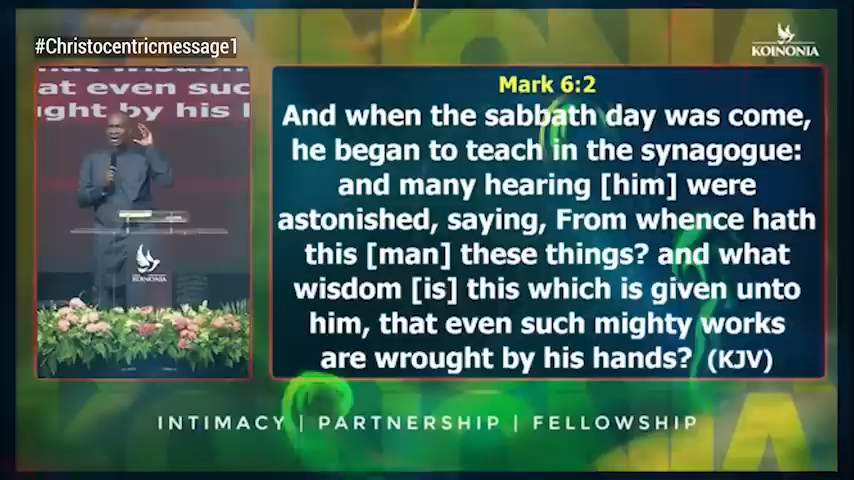 #Christocentricmessage1
KOINONIA
at even suc
ght by his
KOINONIA
Mark 6:2
And when the sabbath day was come,
he began to teach in the synagogue:
and many hearing [him] were
astonished, saying, From whence hath
this [man] these things? and what
wisdom [is] this which is given unto
him, that even such mighty works
are wrought by his hands? (KJV)
INTIMACY | PARTNERSHIP | FELLOWSHIP